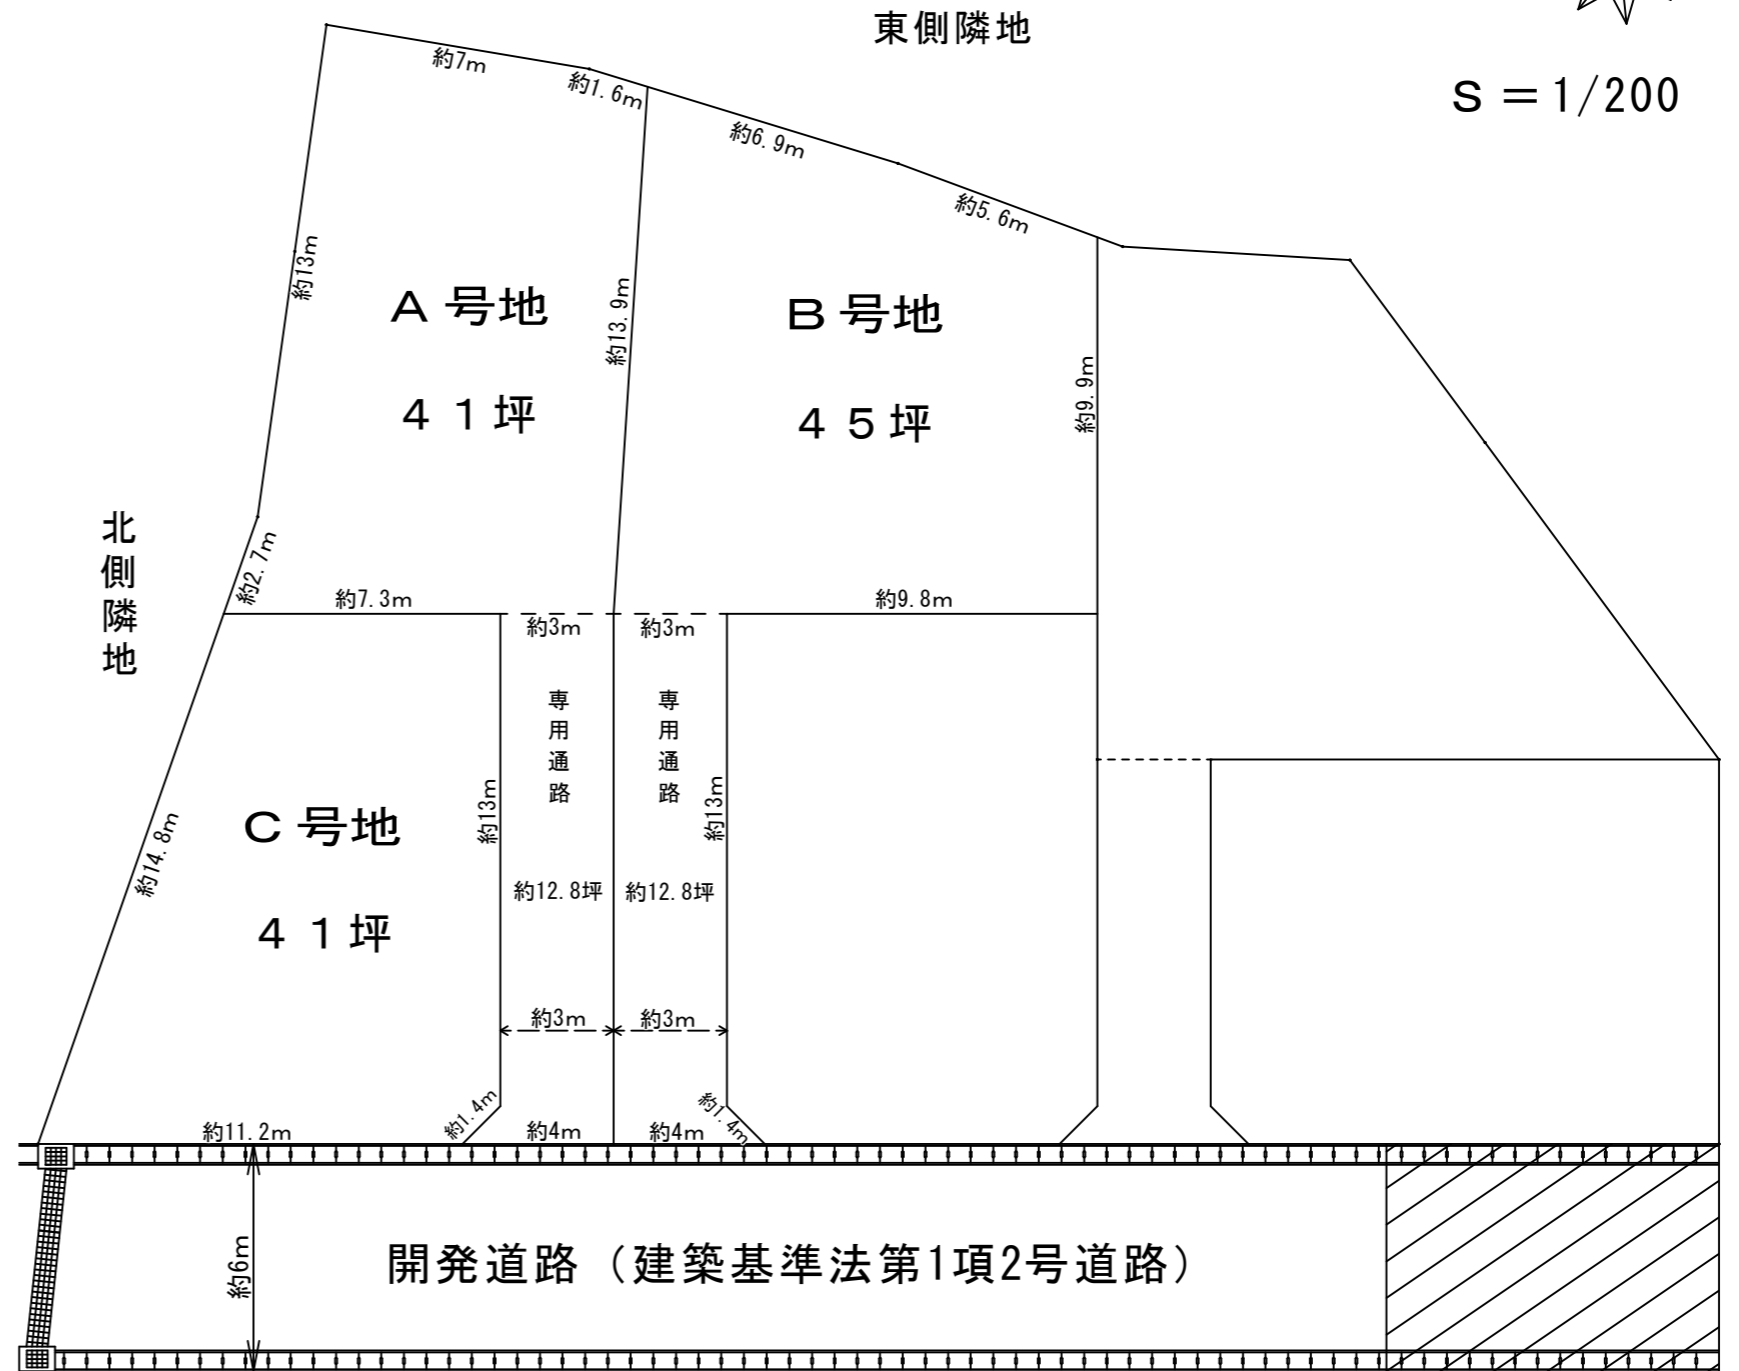 東側隣地
S=1/200
約7m
約1.6m
約6.9m
約5.6m
約13m
約13.9m
約9.9m
A号地
41坪
B号地
45坪
北側隣地
約2.7m
約7.3m
約3m
約3m
約9.8m
専用通路
専用通路
約13m
約13m
約14.8m
C号地
41坪
約12.8坪
約12.8坪
約3m
約3m
約11.2m
約1.4m
約4m
約4m
約1.4m
約6m
開発道路(建築基準法第1項2号道路)